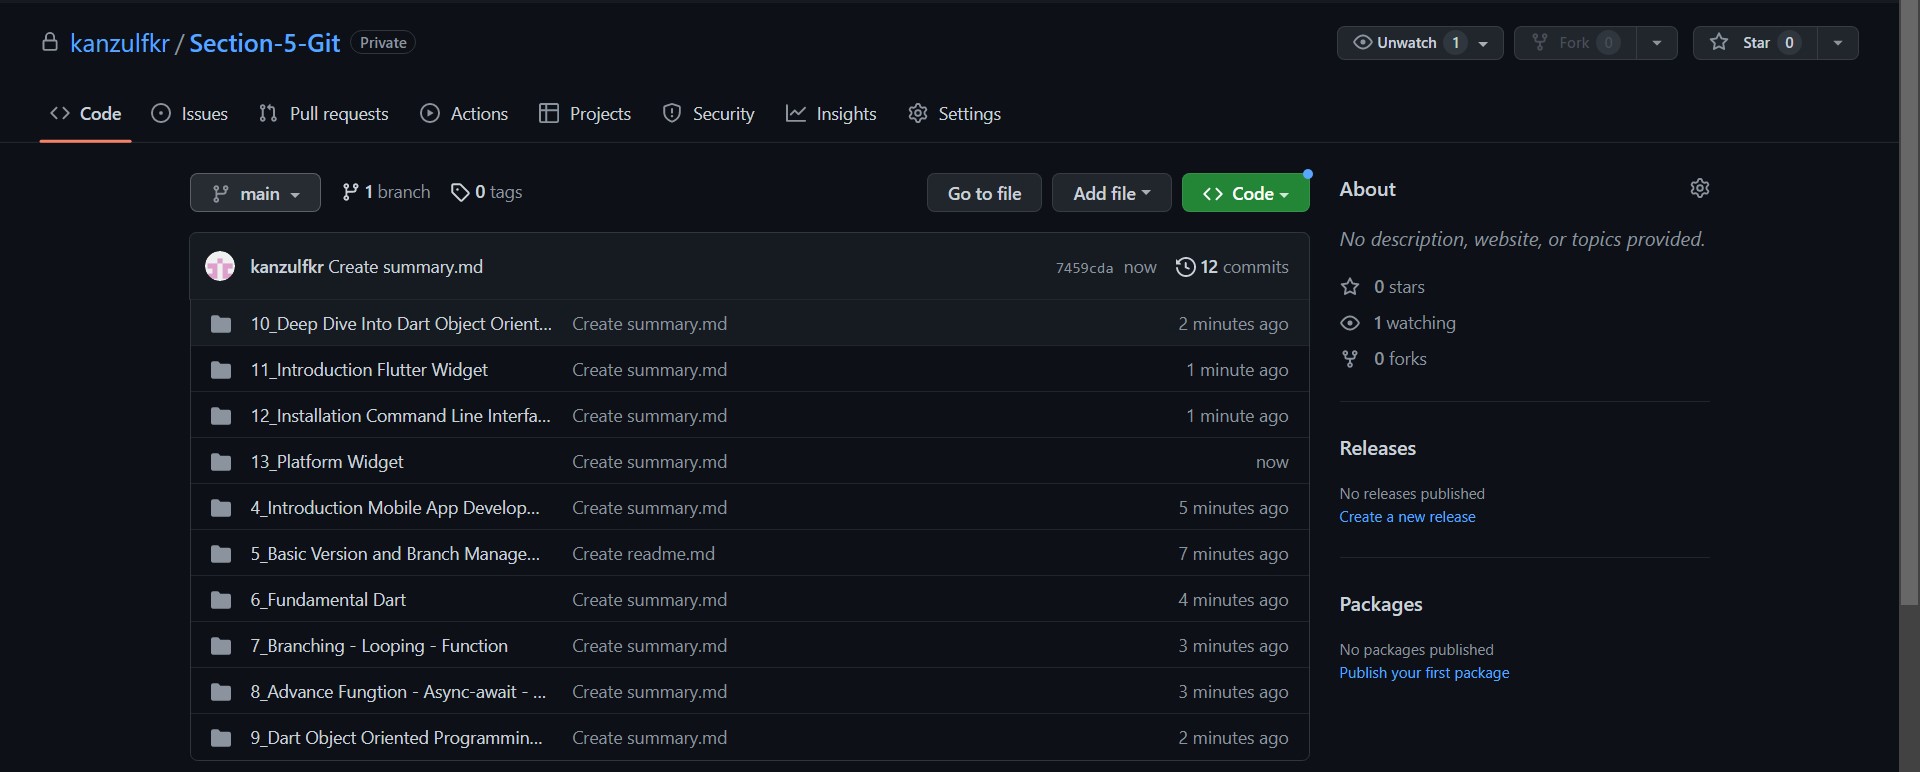 kanzulfkr / Section-5-Git Private Unwatch 1 Fork 0 Star 0
Code Issues Pull requests Actions Projects Security Insights Settings
main 1 branch 0 tags Go to file Add file Code
kanzulfkr Create summary.md 7459cda now 12 commits
10_Deep Dive Into Dart Object Orient... Create summary.md 2 minutes ago
11_Introduction Flutter Widget Create summary.md 1 minute ago
12_Installation Command Line Interfa... Create summary.md 1 minute ago
13_Platform Widget Create summary.md now
4_Introduction Mobile App Develop... Create summary.md 5 minutes ago
5_Basic Version and Branch Manage... Create readme.md 7 minutes ago
6_Fundamental Dart Create summary.md 4 minutes ago
7_Branching - Looping - Function Create summary.md 3 minutes ago
8_Advance Fungtion - Async-await - ... Create summary.md 3 minutes ago
9_Dart Object Oriented Programmin... Create summary.md 2 minutes ago
About
No description, website, or topics provided.
0 stars
1 watching
0 forks
Releases
No releases published
Create a new release
Packages
No packages published
Publish your first package